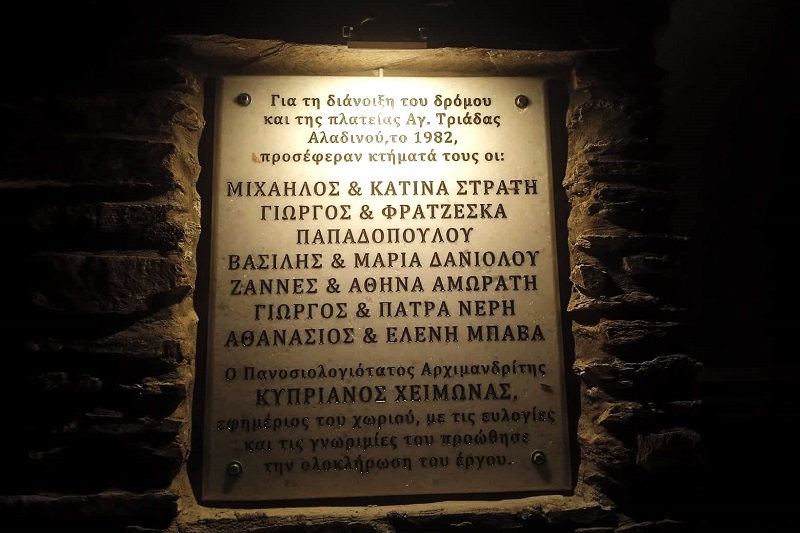 Για τη διάνοιξη του δρόμου
και της πλατείας Αγ. Τριάδας
Αλαδινού,το 1982,
προσέφεραν κτήματά τους οι:
ΜΙΧΑΗΛΟΣ & ΚΑΤΙΝΑ ΣΤΡΑΤΗ
ΓΙΩΡΓΟΣ & ΦΡΑΤΖΕΣΚΑ
ΠΑΠΑΔΟΠΟΥΛΟΥ
ΒΑΣΙΛΗΣ & ΜΑΡΙΑ ΔΑΝΙΟΛΟΥ
ΖΑΝΝΕΣ & ΑΘΗΝΑ ΑΜΩΡΑΤΗ
ΓΙΩΡΓΟΣ & ΠΑΤΡΑ ΝΕΡΗ
ΑΘΑΝΑΣΙΟΣ & ΕΛΕΝΗ ΜΠΑΒΑ
Ο Πανοσιολογιότατος Αρχιμανδρίτης
ΚΥΠΡΙΑΝΟΣ ΧΕΙΜΩΝΑΣ,
εφημέριος του χωριού, με τις ευλογίες
και τις γνωριμίες του προώθησε
την ολοκλήρωση του έργου.